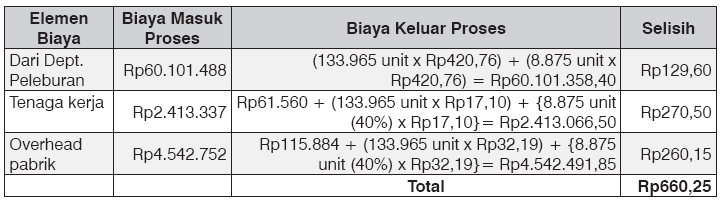 Elemen Biaya Biaya Masuk Proses Biaya Keluar Proses Selisih
Dari Dept. Peleburan Rp60.101.488 (133.965 unit x Rp420,76) + (8.875 unit x
Rp420,76) = Rp60.101.358,40 Rp129,60
Tenaga kerja Rp2.413.337 Rp61.560 + (133.965 unit x Rp17,10) + {8.875 unit
(40%) x Rp17,10}= Rp2.413.066,50 Rp270,50
Overhead pabrik Rp4.542.752 Rp115.884 + (133.965 unit x Rp32,19) + {8.875
unit (40%) x Rp32,19}= Rp4.542.491,85 Rp260,15
Total Rp660,25